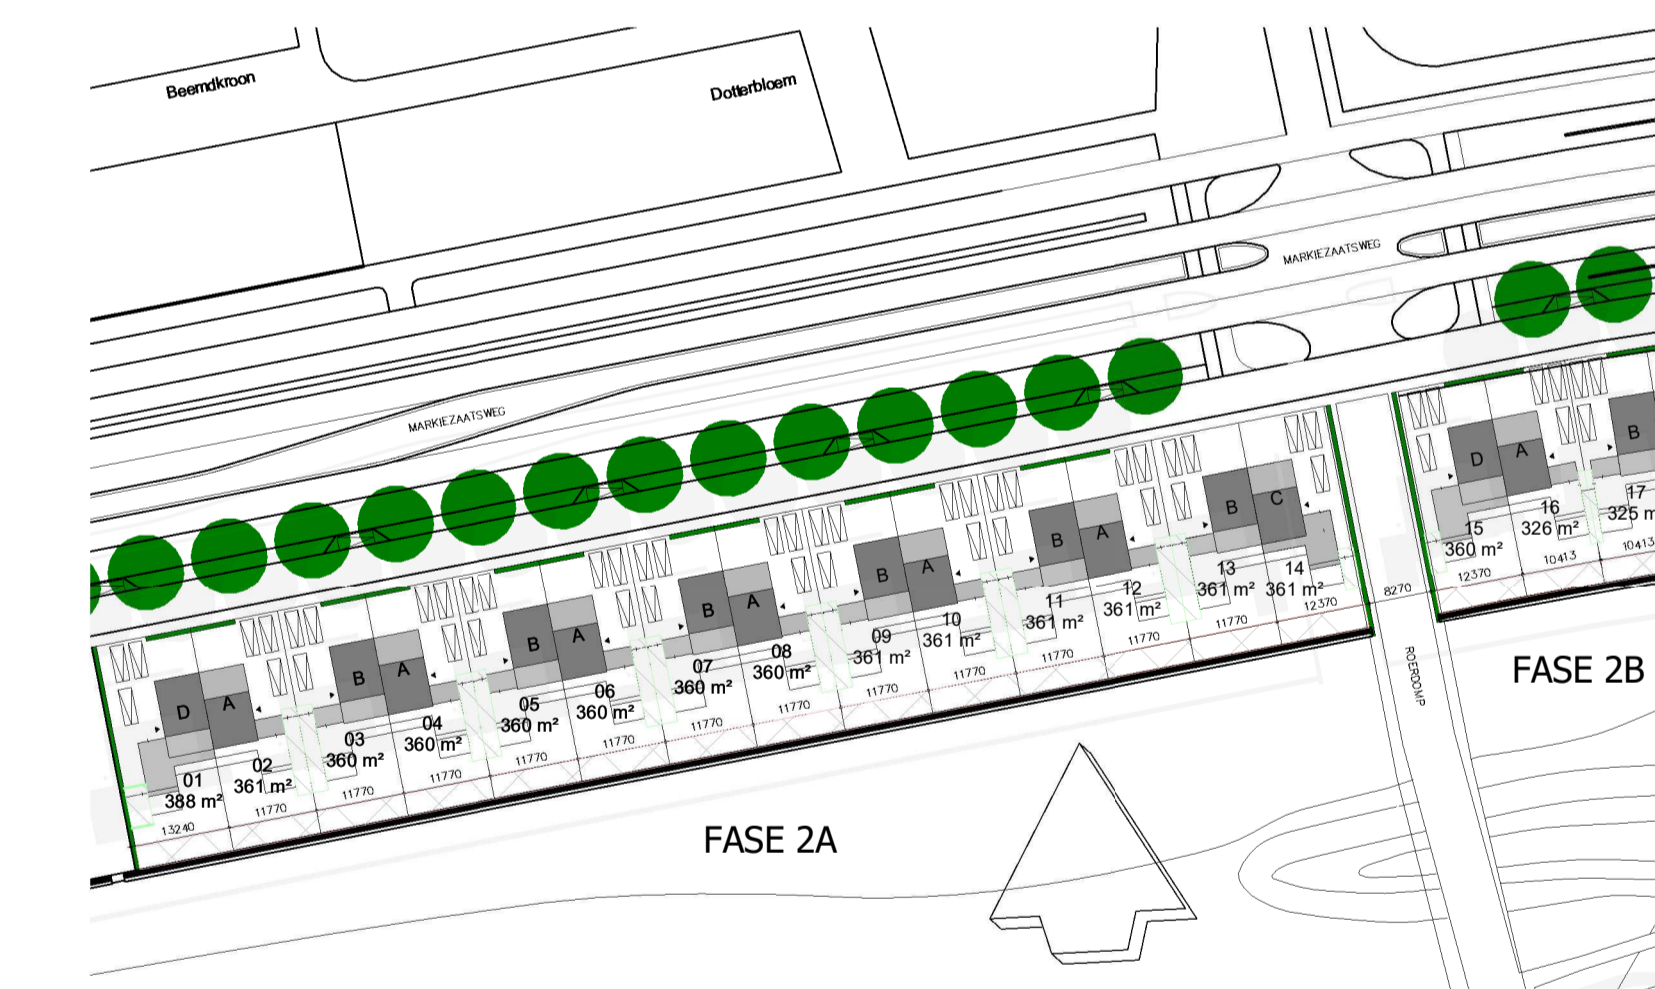 Beemdkroon
Dotterbloem
MARKIEZAATSWEG
MARKIEZAATSWEG
D
A
B
A
B
A
B
A
B
A
B
A
B
C
D
A
B
01
388 m²
02
361 m²
03
360 m²
04
360 m²
05
360 m²
06
360 m²
07
360 m²
08
360 m²
09
361 m²
10
361 m²
11
361 m²
12
361 m²
13
361 m²
14
361 m²
15
360 m²
16
326 m²
17
325 m
13240
11770
11770
11770
11770
11770
11770
11770
11770
11770
11770
11770
11770
12370
8270
12370
10413
10413
ROERDOMP
FASE 2A
FASE 2B